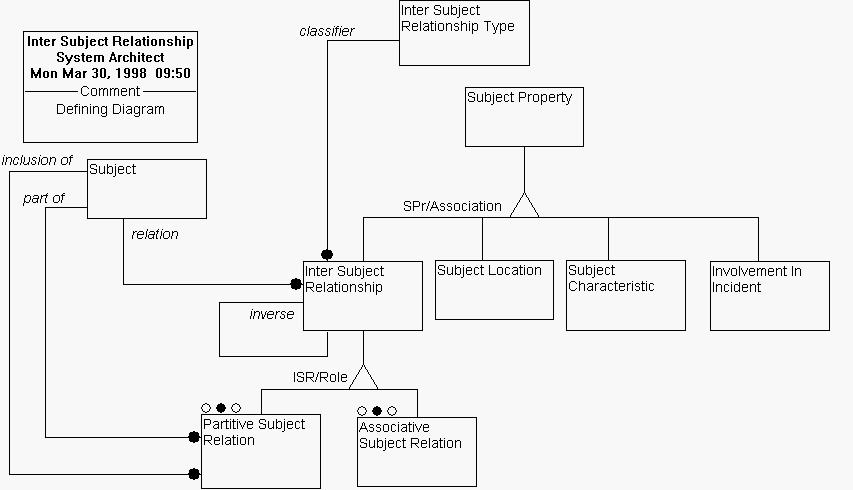 Inter Subject
Relationship Type
classifier
Inter Subject Relationship
System Architect
Mon Mar 30, 1998  09:50
Comment
Defining Diagram
Subject Property
inclusion of
Subject
part of
SPr/Association
relation
Inter Subject
Relationship
Subject Location
Subject
Characteristic
Involvement In
Incident
inverse
ISR/Role
Partitive Subject
Relation
Associative
Subject Relation